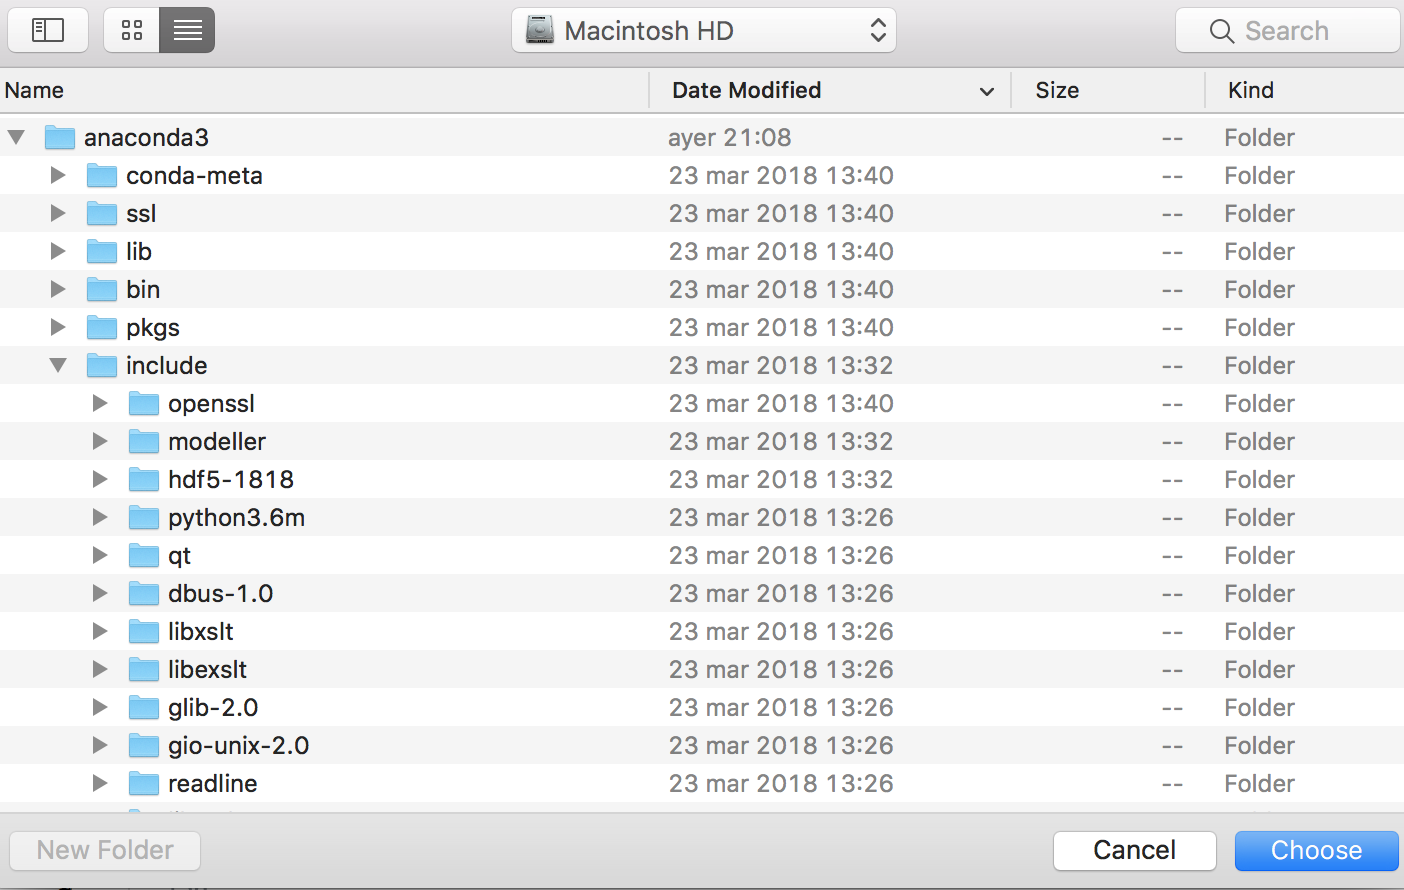 Macintosh HD Search
Name Date Modified Size Kind
anaconda3 ayer 21:08 -- Folder
conda-meta 23 mar 2018 13:40 -- Folder
ssl 23 mar 2018 13:40 -- Folder
lib 23 mar 2018 13:40 -- Folder
bin 23 mar 2018 13:40 -- Folder
pkgs 23 mar 2018 13:40 -- Folder
include 23 mar 2018 13:32 -- Folder
openssl 23 mar 2018 13:40 -- Folder
modeller 23 mar 2018 13:32 -- Folder
hdf5-1818 23 mar 2018 13:32 -- Folder
python3.6m 23 mar 2018 13:26 -- Folder
qt 23 mar 2018 13:26 -- Folder
dbus-1.0 23 mar 2018 13:26 -- Folder
libxslt 23 mar 2018 13:26 -- Folder
libexslt 23 mar 2018 13:26 -- Folder
glib-2.0 23 mar 2018 13:26 -- Folder
gio-unix-2.0 23 mar 2018 13:26 -- Folder
readline 23 mar 2018 13:26 -- Folder
New Folder Cancel Choose